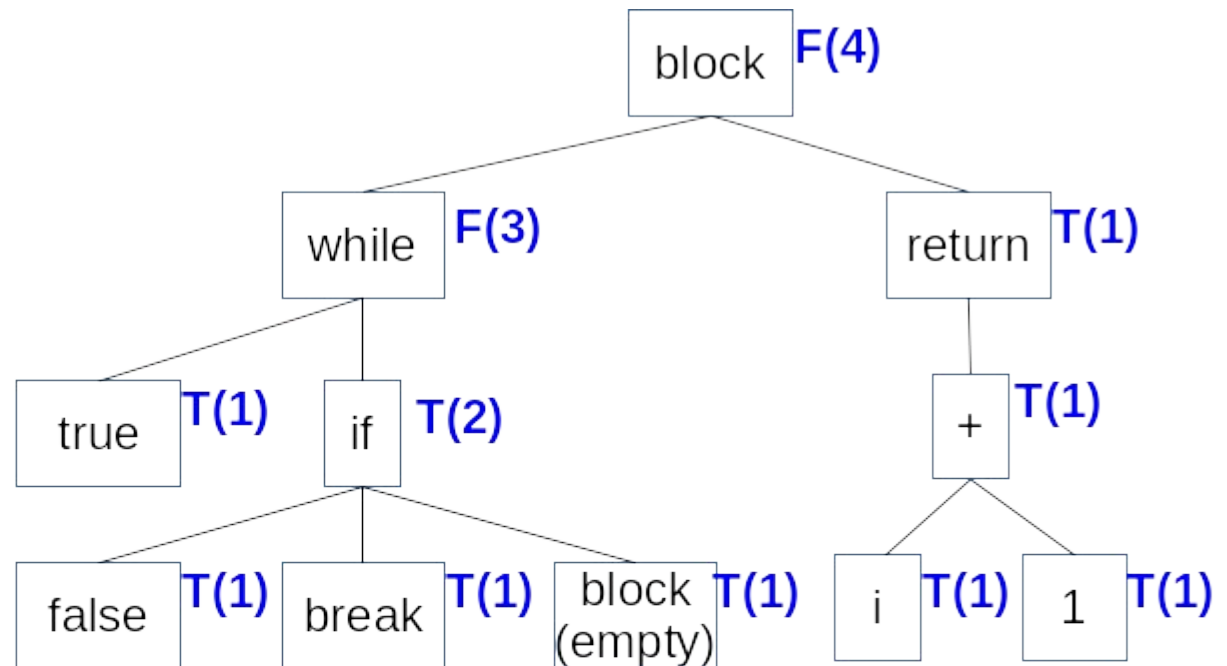 block F(4)
while F(3)
return T(1)
true T(1)
if T(2)
+ T(1)
false T(1)
break T(1)
block
(empty) T(1)
i T(1)
1 T(1)